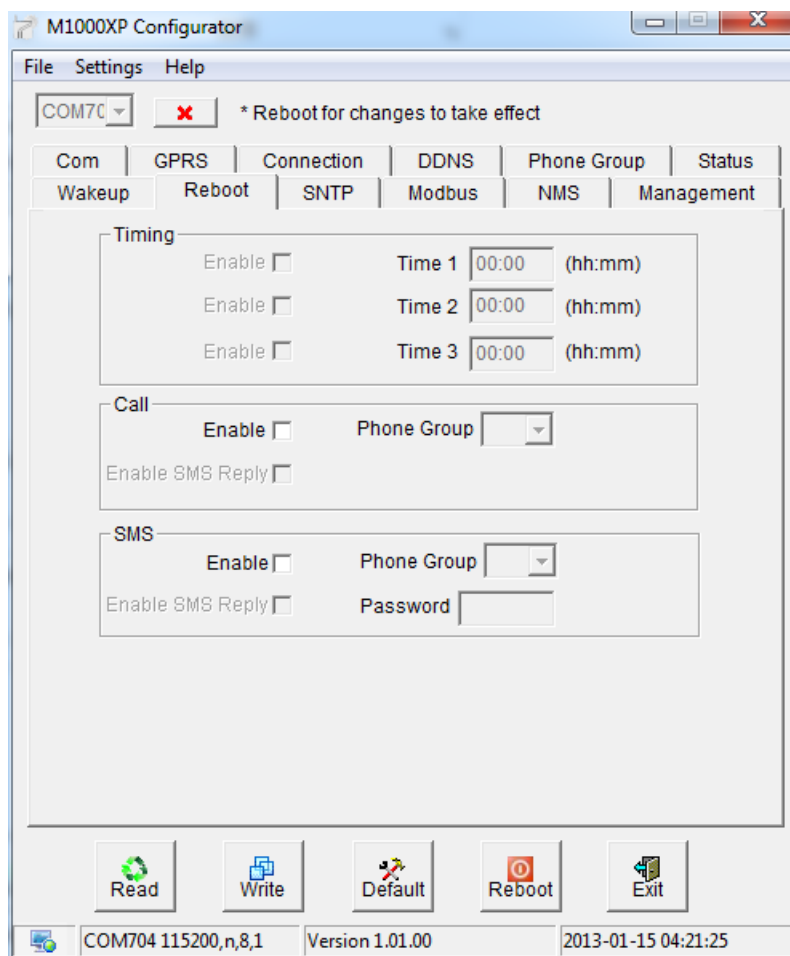 M1000XP Configurator
File Settings Help
COM70 * Reboot for changes to take effect
Com GPRS Connection DDNS Phone Group Status
Wakeup Reboot SNTP Modbus NMS Management
Timing
Enable Time 1 00:00 (hh:mm)
Enable Time 2 00:00 (hh:mm)
Enable Time 3 00:00 (hh:mm)
Call
Enable Phone Group
Enable SMS Reply
SMS
Enable Phone Group
Enable SMS Reply Password
Read Write Default Reboot Exit
COM704 115200,n,8,1 Version 1.01.00 2013-01-15 04:21:25